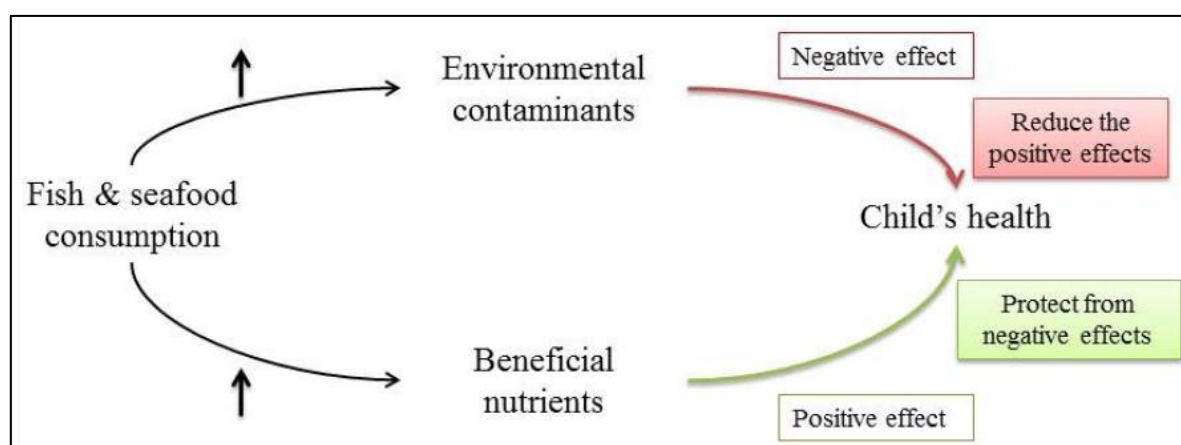 Environmental
contaminants
Negative effect
Reduce the
positive effects
Fish & seafood
consumption
Child’s health
Protect from
negative effects
Beneficial
nutrients
Positive effect